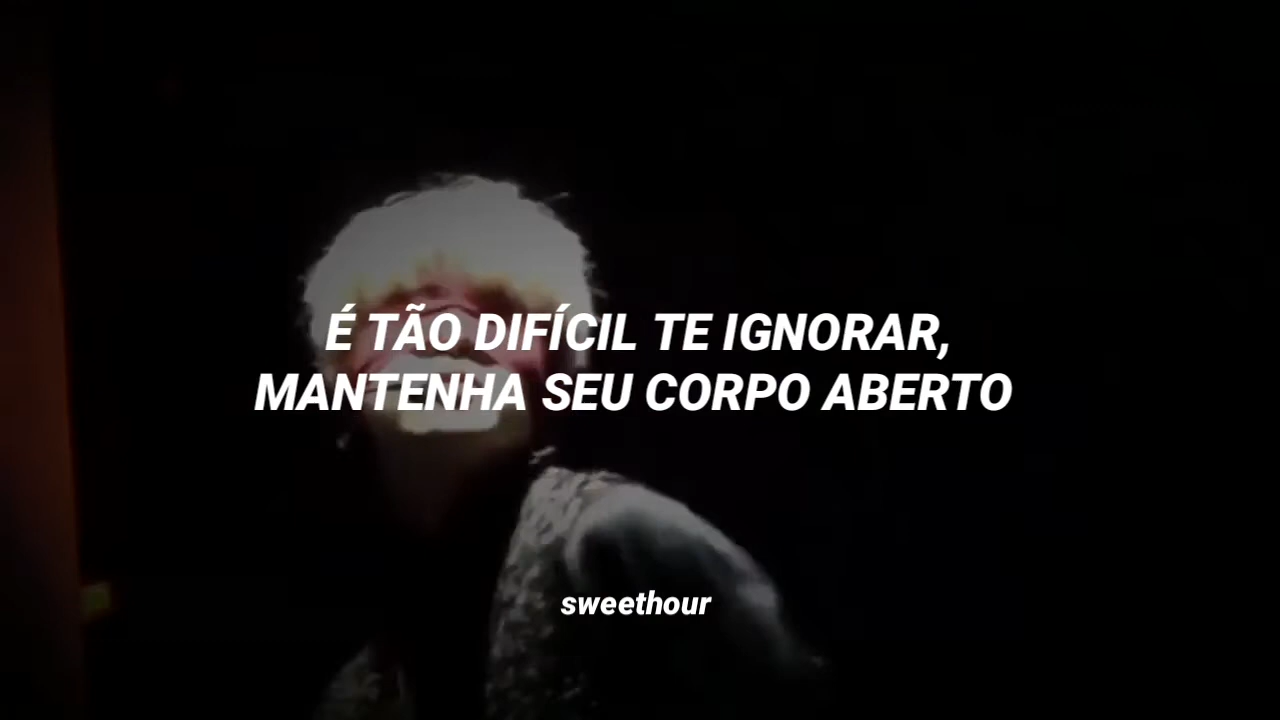 É TÃO DIFÍCIL TE IGNORAR,
MANTENHA SEU CORPO ABERTO
sweethour